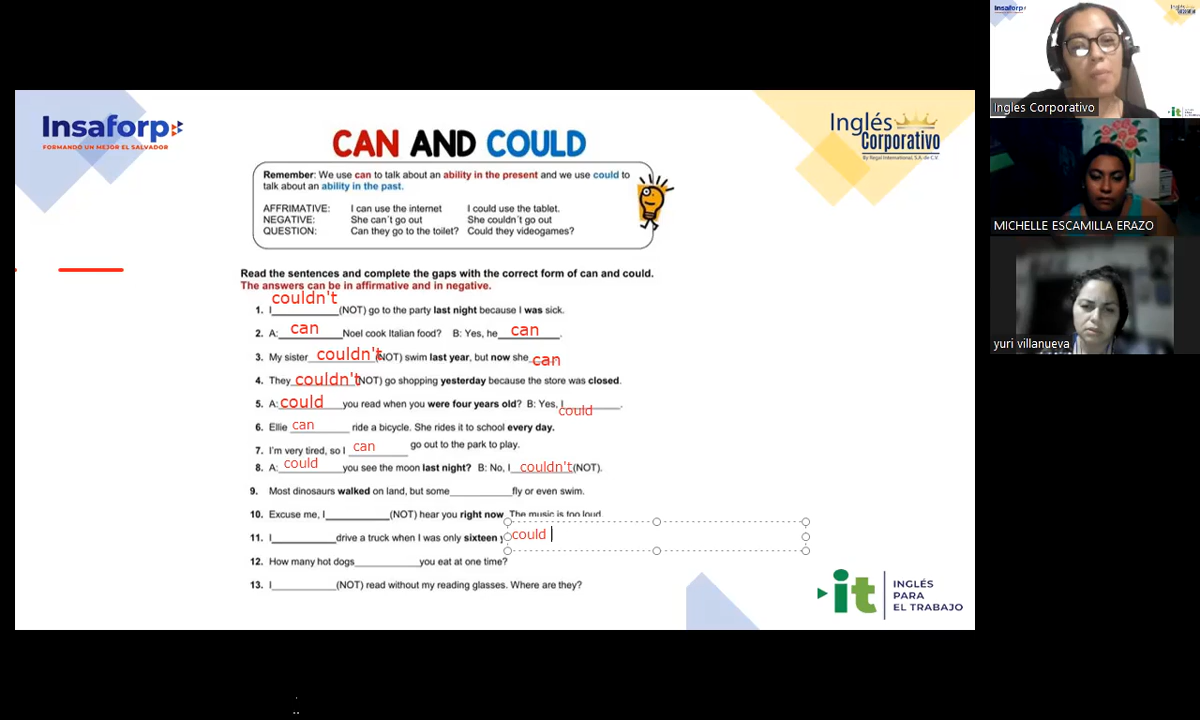 Insaforp
FORMANDO UN MEJOR EL SALVADOR
Inglés
Corporativo
By Regal International, S.A. de C.V.
CAN AND COULD
Remember: We use can to talk about an ability in the present and we use could to
talk about an ability in the past.
AFFRIMATIVE: I can use the internet I could use the tablet.
NEGATIVE: She can´t go out She couldn´t go out
QUESTION: Can they go to the toilet? Could they videogames?
Read the sentences and complete the gaps with the correct form of can and could.
The answers can be in affirmative and in negative.
1. I couldn't (NOT) go to the party last night because I was sick.
2. A: can Noel cook Italian food? B: Yes, he can.
3. My sister couldn't (NOT) swim last year, but now she can
4. They couldn't (NOT) go shopping yesterday because the store was closed.
5. A: could you read when you were four years old? B: Yes, I could.
6. Ellie can ride a bicycle. She rides it to school every day.
7. I'm very tired, so I can go out to the park to play.
8. A: could you see the moon last night? B: No, I couldn't (NOT).
9. Most dinosaurs walked on land, but some____________fly or even swim.
10. Excuse me, I____________(NOT) hear you right now. The music is too loud
11. I____________drive a truck when I was only sixteen y could
12. How many hot dogs____________you eat at one time?
13. I____________(NOT) read without my reading glasses. Where are they?
it
INGLÉS
PARA
EL TRABAJO
Insaforp
Ingles Corporativo
it
MICHELLE ESCAMILLA ERAZO
yuri villanueva